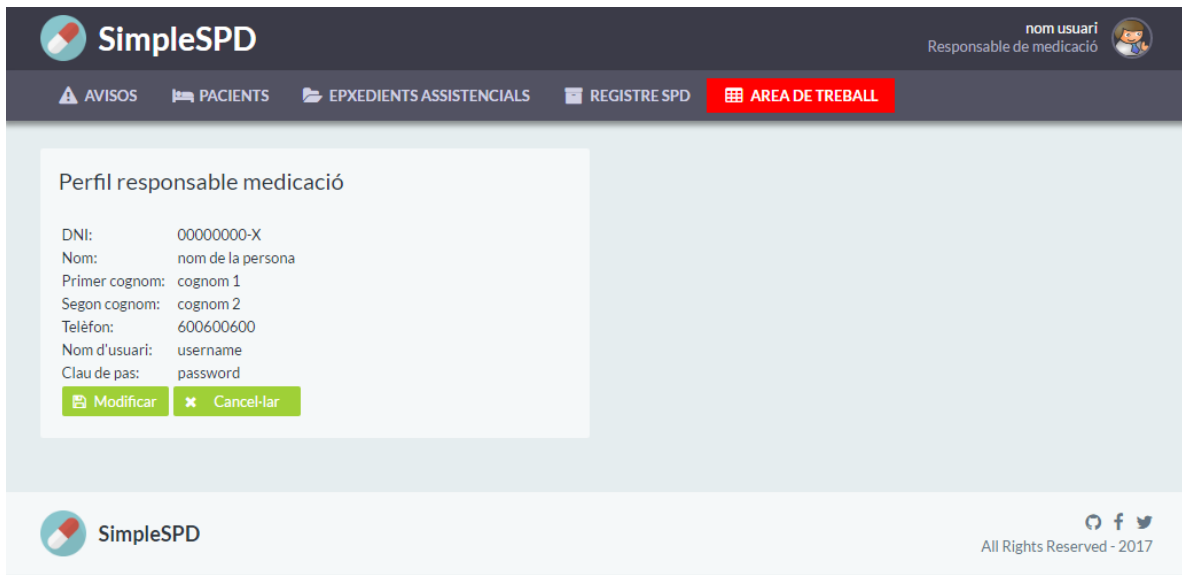 SimpleSPD
nom usuari
Responsable de medicació
AVISOS PACIENTS EPXEDIENTS ASSISTENCIALS REGISTRE SPD AREA DE TREBALL
Perfil responsable medicació
DNI: 00000000-X
Nom: nom de la persona
Primer cognom: cognom 1
Segon cognom: cognom 2
Telèfon: 600600600
Nom d'usuari: username
Clau de pas: password
Modificar Cancel·lar
SimpleSPD
All Rights Reserved - 2017